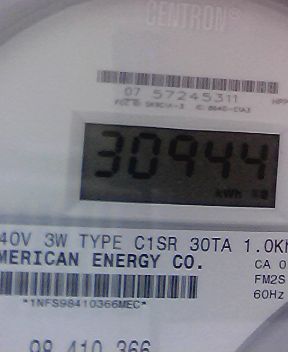 CENTRON®
07 57245311
30944
kWh
40V 3W TYPE C1SR 30TA 1.0Kh
MERICAN ENERGY CO.
CA 0
FM2S
60Hz
*1NFS98410366MEC*
98 410 366